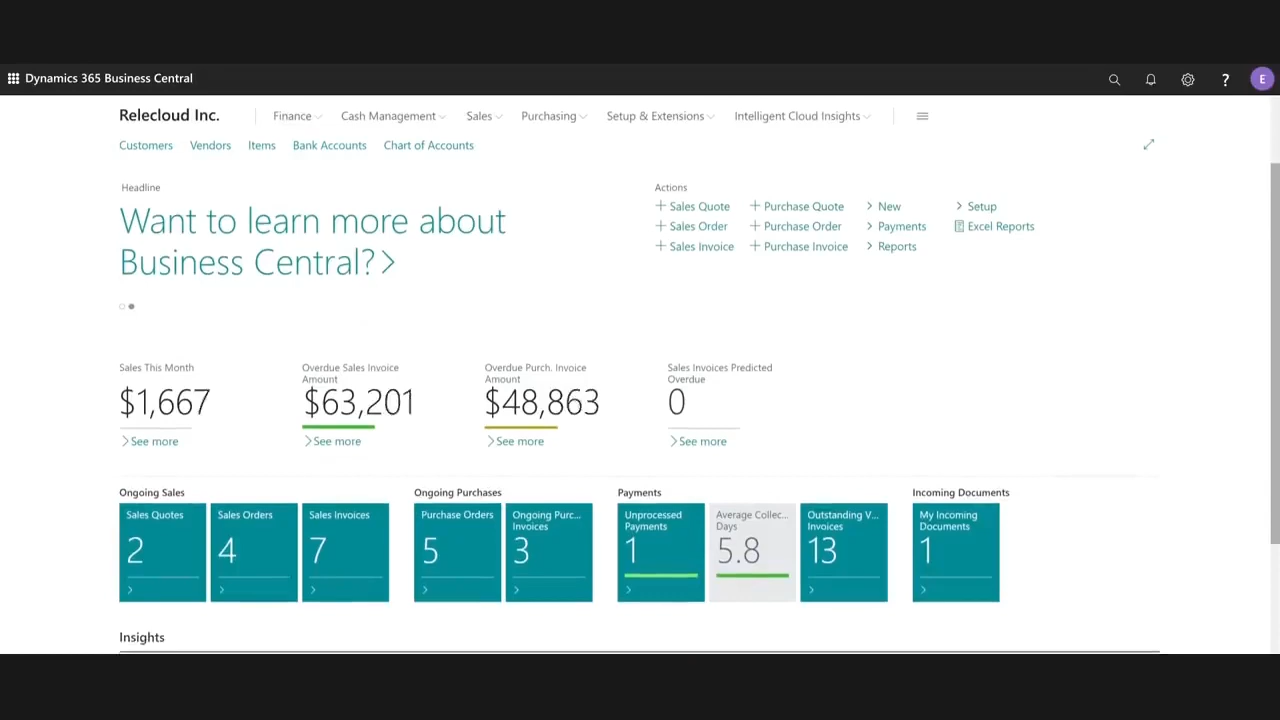 Dynamics 365 Business Central
?
E
Relecloud Inc.
Finance
Cash Management
Sales
Purchasing
Setup & Extensions
Intelligent Cloud Insights
Customers
Vendors
Items
Bank Accounts
Chart of Accounts
Headline
Want to learn more about
Business Central?
Actions
Sales Quote
Purchase Quote
New
Setup
Sales Order
Purchase Order
Payments
Excel Reports
Sales Invoice
Purchase Invoice
Reports
Sales This Month
$1,667
See more
Overdue Sales Invoice
Amount
$63,201
See more
Overdue Purch. Invoice
Amount
$48,863
See more
Sales Invoices Predicted
Overdue
0
See more
Ongoing Sales
Sales Quotes
2
Sales Orders
4
Sales Invoices
7
Ongoing Purchases
Purchase Orders
5
Ongoing Purc...
Invoices
3
Payments
Unprocessed
Payments
1
Average Collec...
Days
5.8
Outstanding V...
Invoices
13
Incoming Documents
My Incoming
Documents
1
Insights